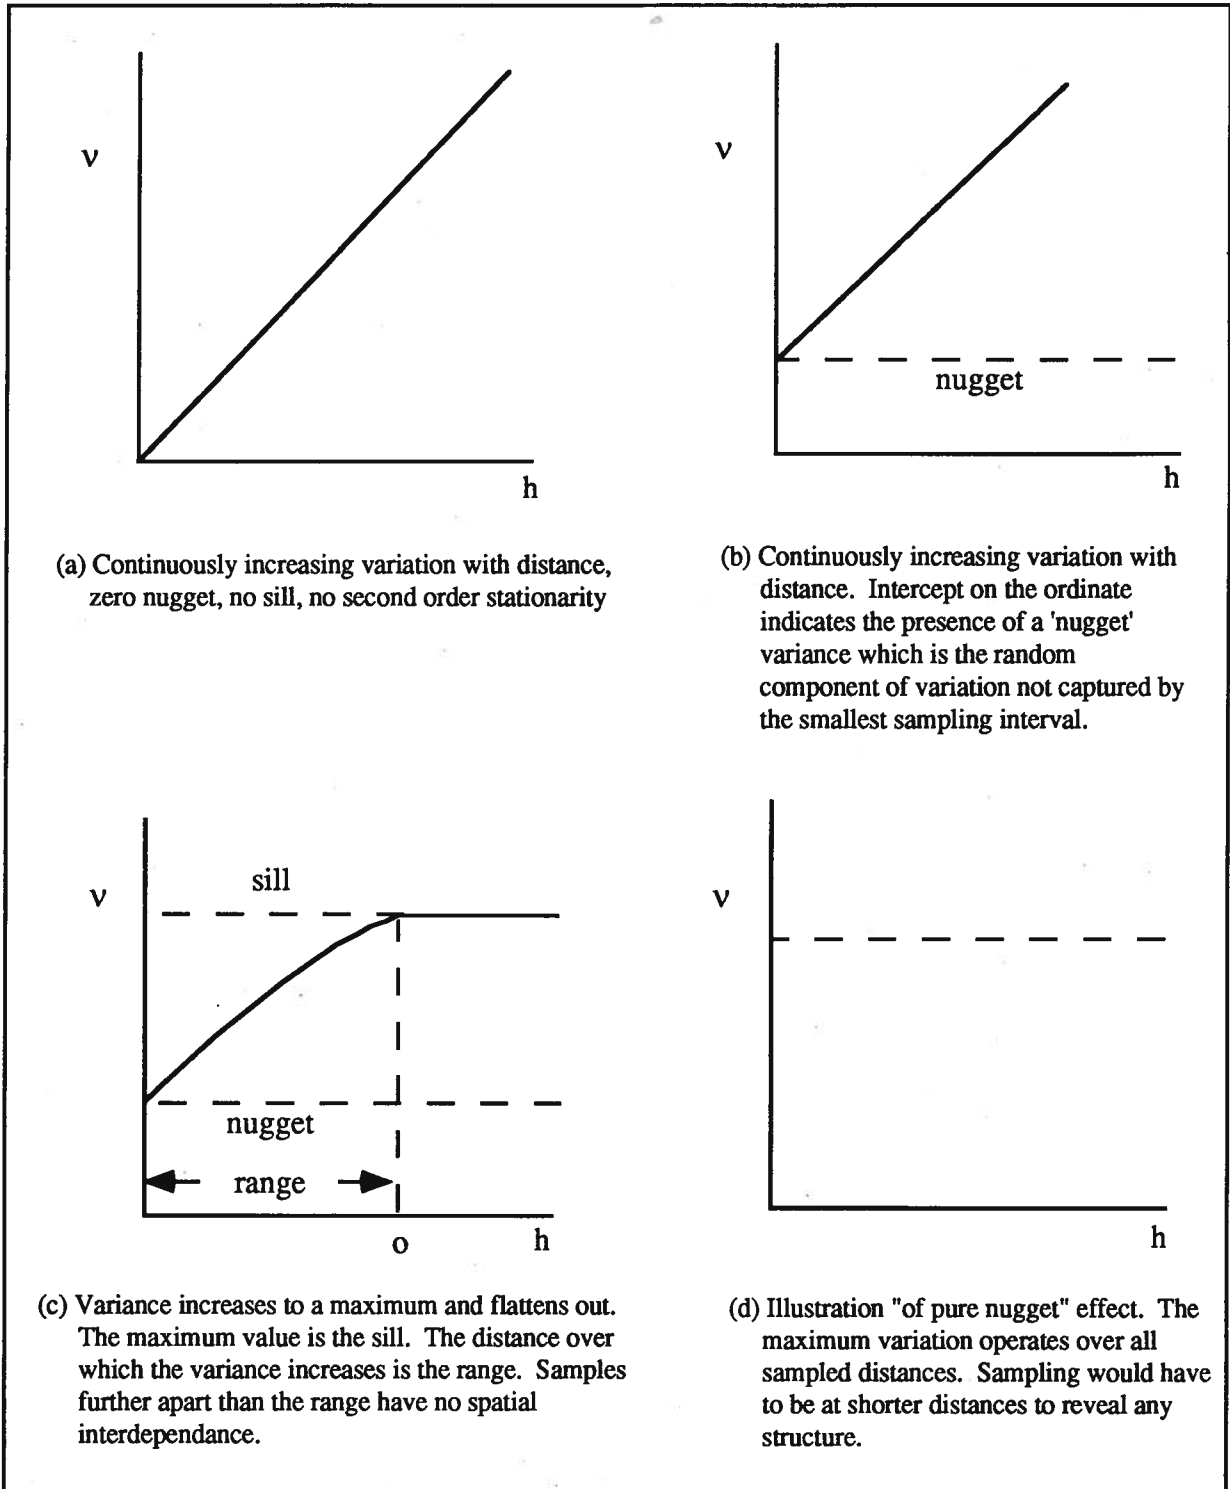 ν
h
(a) Continuously increasing variation with distance,
zero nugget, no sill, no second order stationarity
ν
nugget
h
(b) Continuously increasing variation with
distance. Intercept on the ordinate
indicates the presence of a 'nugget'
variance which is the random
component of variation not captured by
the smallest sampling interval.
sill
ν
nugget
range
o
h
(c) Variance increases to a maximum and flattens out.
The maximum value is the sill. The distance over
which the variance increases is the range. Samples
further apart than the range have no spatial
interdependance.
ν
h
(d) Illustration "of pure nugget" effect. The
maximum variation operates over all
sampled distances. Sampling would have
to be at shorter distances to reveal any
structure.